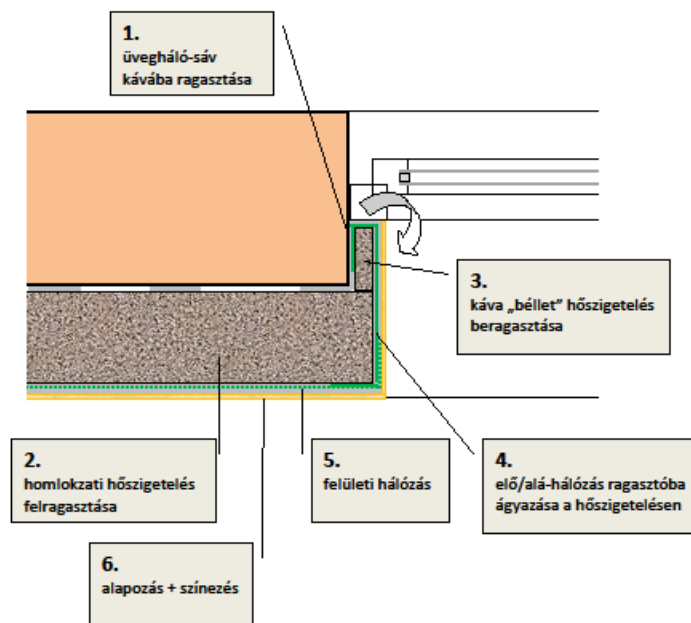 1.
üvegháló-sáv
kávába ragasztása
3.
káva „béllet” hőszigetelés
beragasztása
2.
homlokzati hőszigetelés
felragasztása
5.
felületi hálózás
4.
elő/alá-hálózás ragasztóba
ágyazása a hőszigetelésen
6.
alapozás + színezés